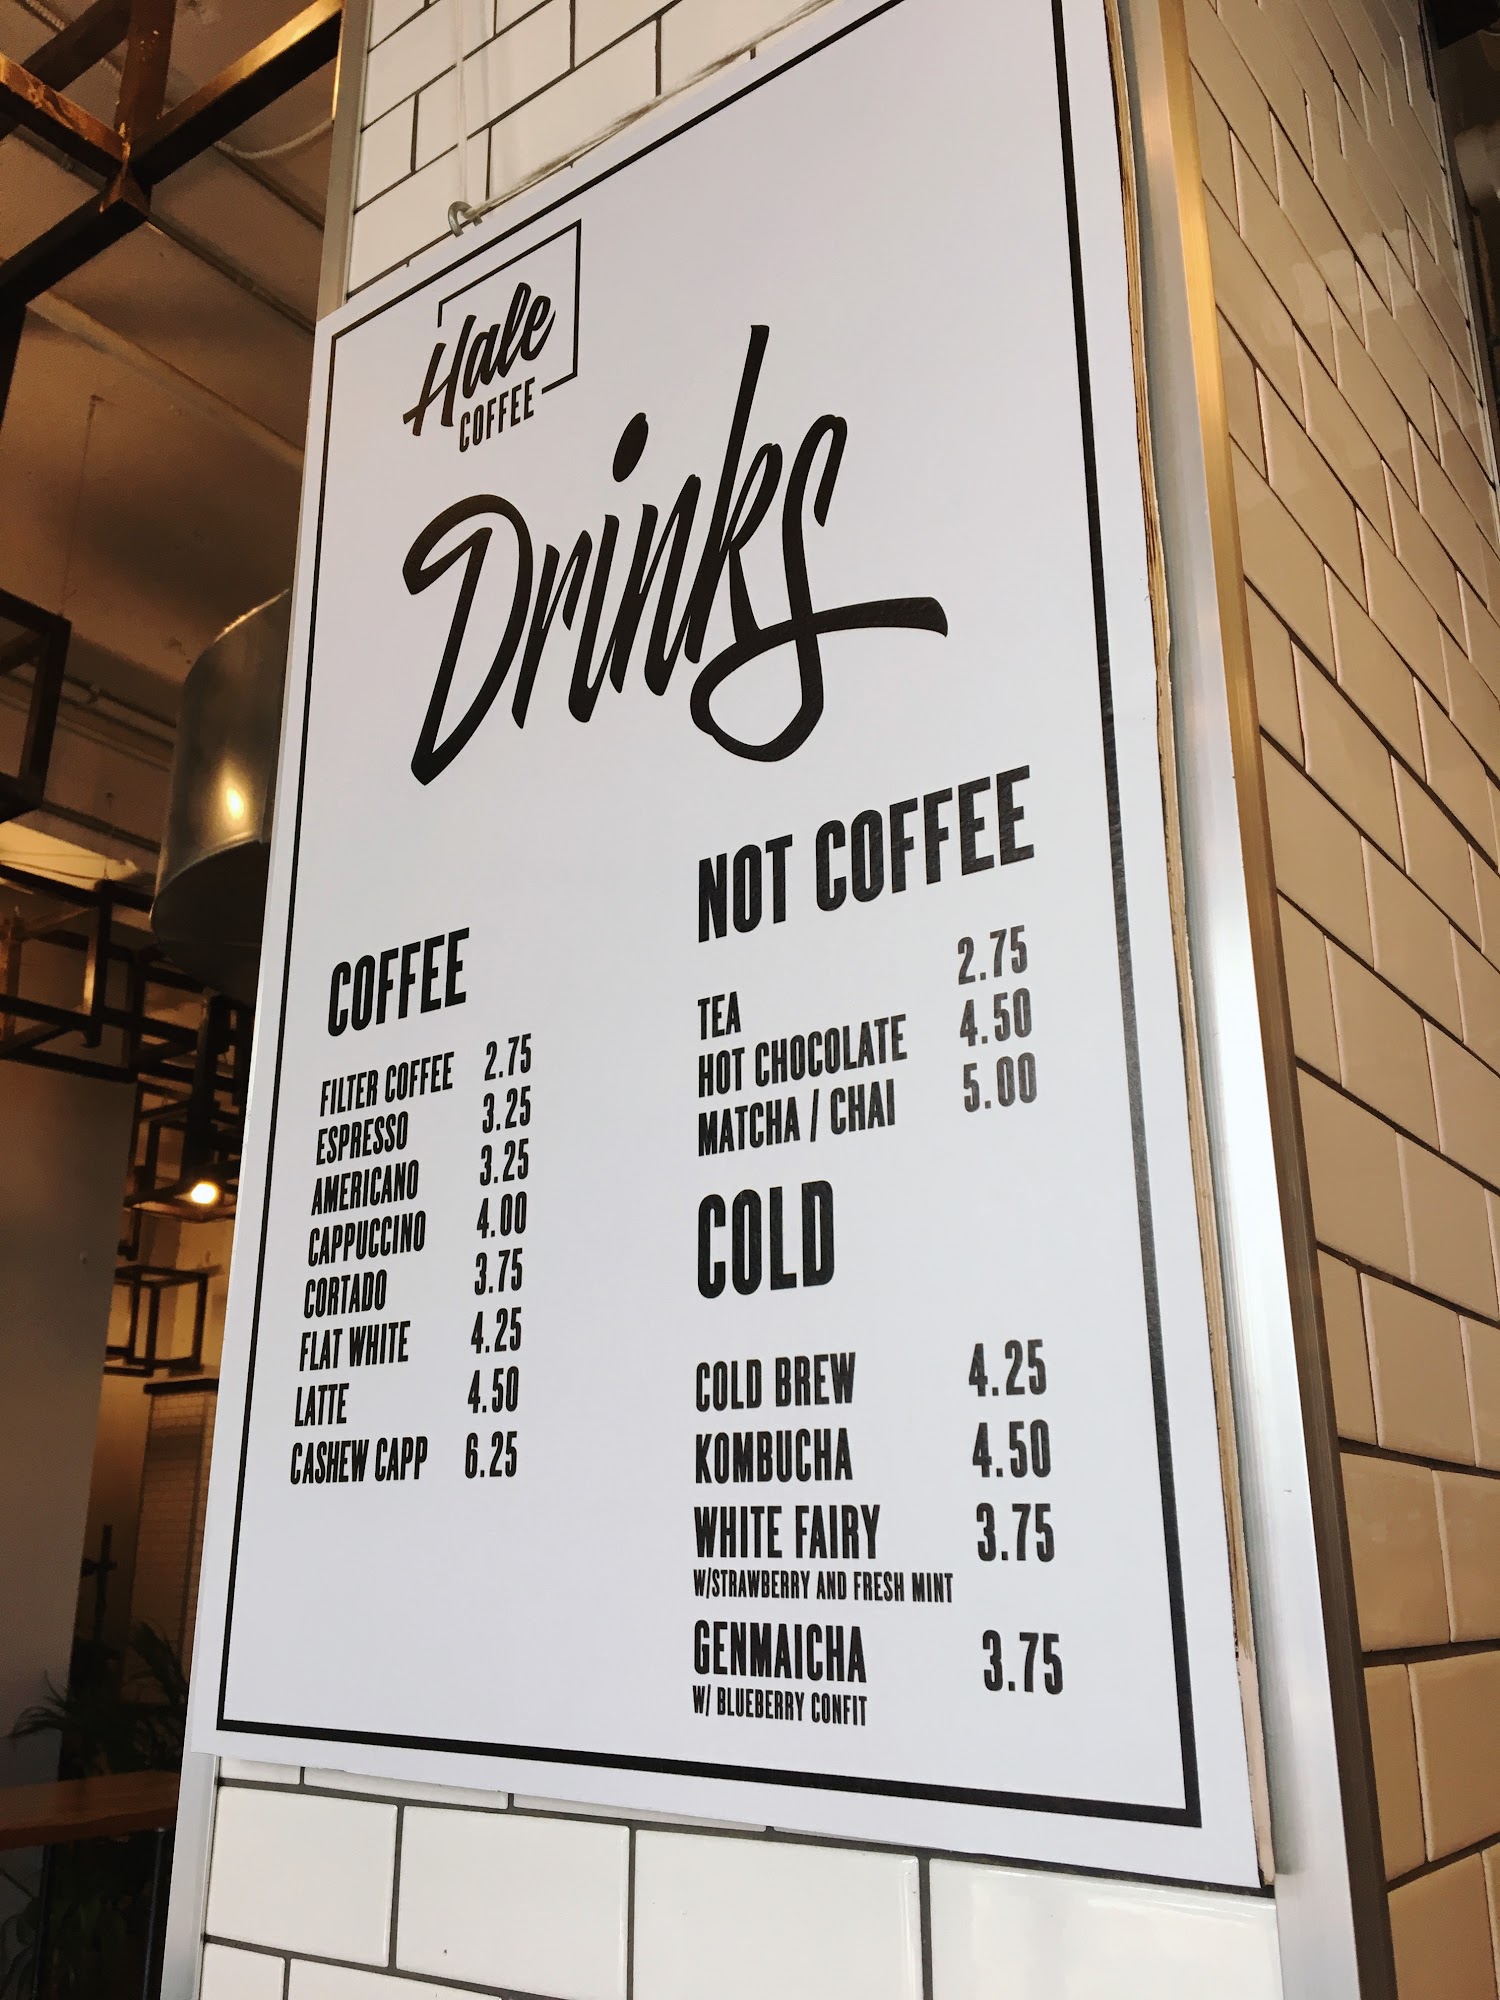 Hale
COFFEE
Drinks
COFFEE
FILTER COFFEE 2.75
ESPRESSO 3.25
AMERICANO 3.25
CAPPUCCINO 4.00
CORTADO 3.75
FLAT WHITE 4.25
LATTE 4.50
CASHEW CAPP 6.25
NOT COFFEE
TEA 2.75
HOT CHOCOLATE 4.50
MATCHA / CHAI 5.00
COLD
COLD BREW 4.25
KOMBUCHA 4.50
WHITE FAIRY 3.75
W/STRAWBERRY AND FRESH MINT
GENMAICHA 3.75
W/ BLUEBERRY CONFIT